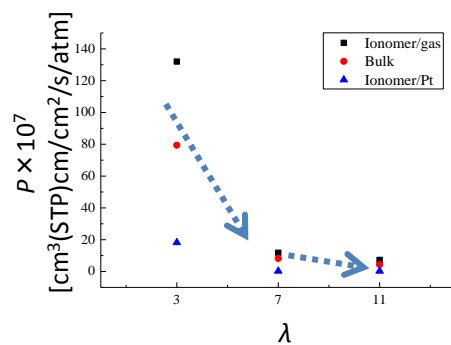 P × 10⁷
[cm³(STP)cm/cm²/s/atm]
140
120
100
80
60
40
20
0
Ionomer/gas
Bulk
Ionomer/Pt
3
7
11
λ